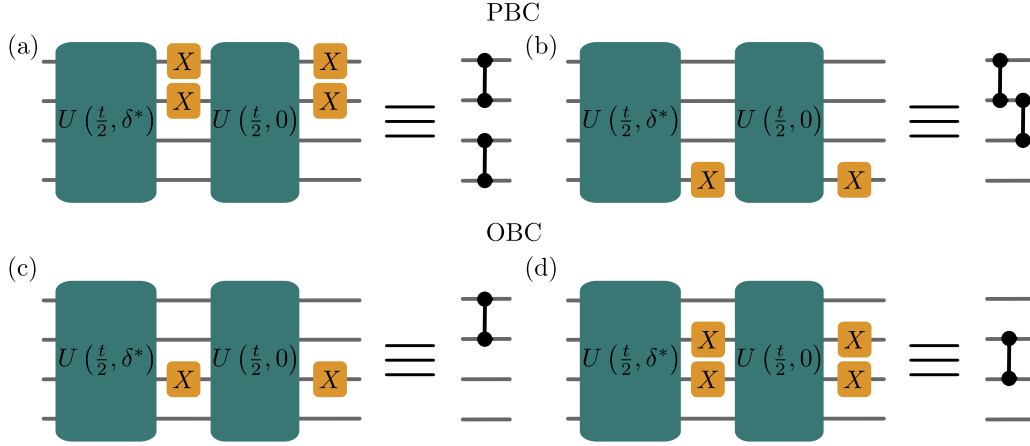 PBC
(a) (b)
X X
X X
U (t/2, δ*) U (t/2, 0) U (t/2, δ*) U (t/2, 0)
X X
OBC
(c) (d)
X X
U (t/2, δ*) U (t/2, 0) U (t/2, δ*) U (t/2, 0)
X X X X